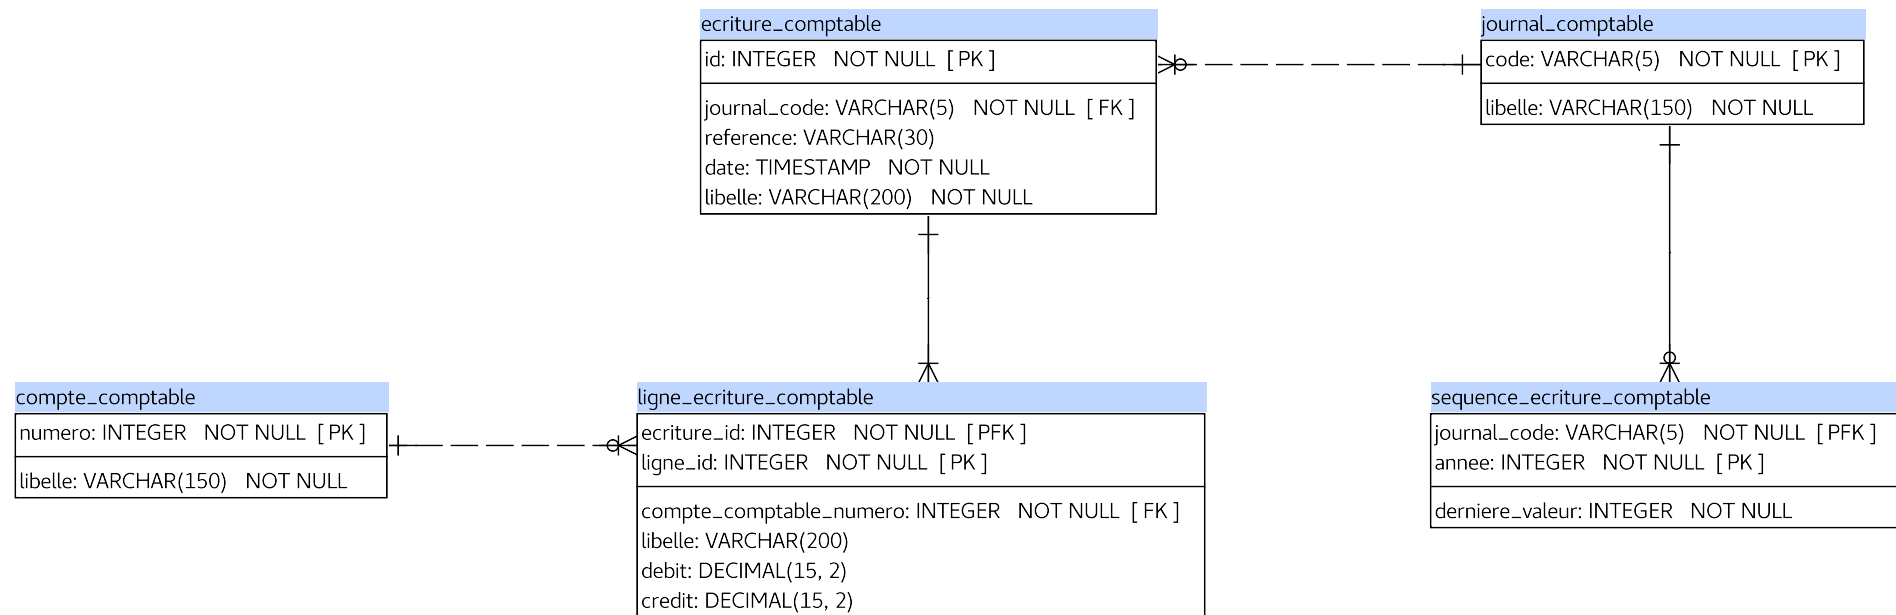 ecriture_comptable
id: INTEGER NOT NULL [ PK ]
journal_code: VARCHAR(5) NOT NULL [ FK ]
reference: VARCHAR(30)
date: TIMESTAMP NOT NULL
libelle: VARCHAR(200) NOT NULL
journal_comptable
code: VARCHAR(5) NOT NULL [ PK ]
libelle: VARCHAR(150) NOT NULL
compte_comptable
numero: INTEGER NOT NULL [ PK ]
libelle: VARCHAR(150) NOT NULL
ligne_ecriture_comptable
ecriture_id: INTEGER NOT NULL [ PFK ]
ligne_id: INTEGER NOT NULL [ PK ]
compte_comptable_numero: INTEGER NOT NULL [ FK ]
libelle: VARCHAR(200)
debit: DECIMAL(15, 2)
credit: DECIMAL(15, 2)
sequence_ecriture_comptable
journal_code: VARCHAR(5) NOT NULL [ PFK ]
annee: INTEGER NOT NULL [ PK ]
derniere_valeur: INTEGER NOT NULL